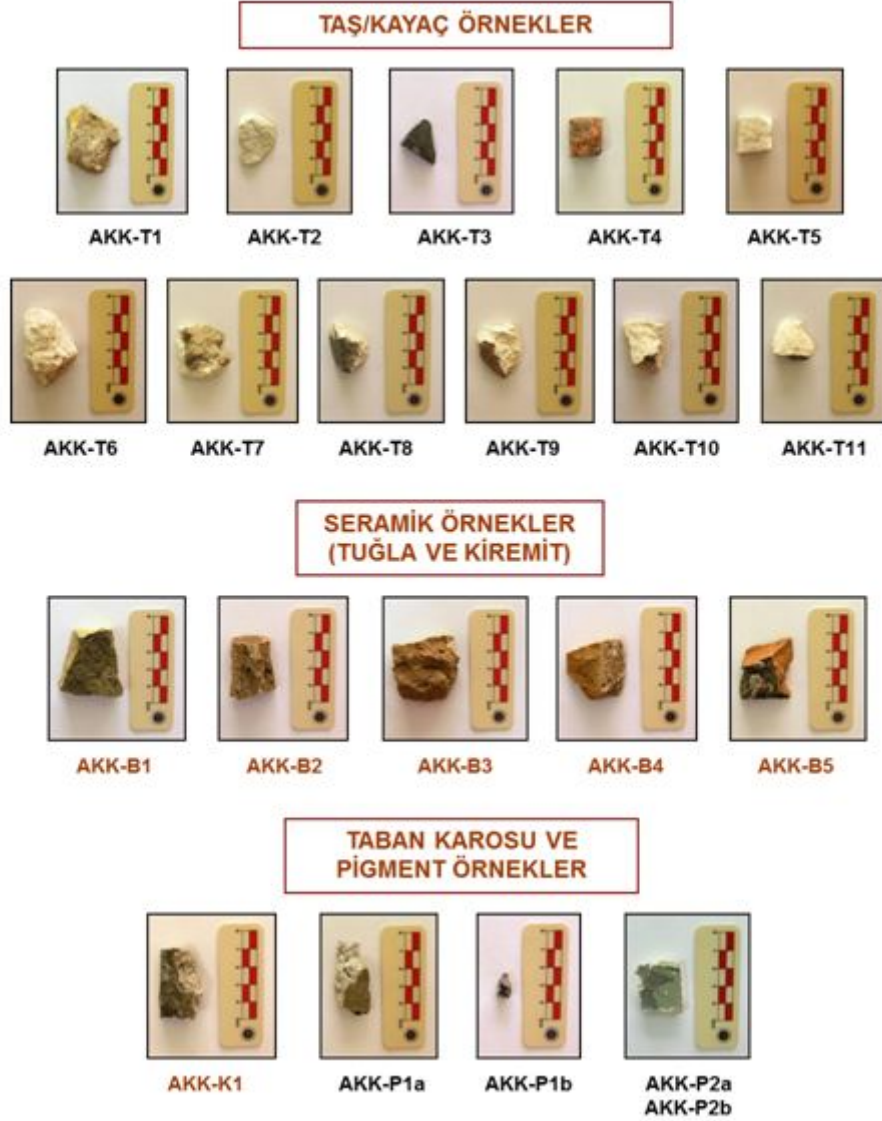 TAŞ/KAYAÇ ÖRNEKLER
AKK-T1 AKK-T2 AKK-T3 AKK-T4 AKK-T5
AKK-T6 AKK-T7 AKK-T8 AKK-T9 AKK-T10 AKK-T11
SERAMİK ÖRNEKLER
(TUĞLA VE KİREMİT)
AKK-B1 AKK-B2 AKK-B3 AKK-B4 AKK-B5
TABAN KAROSU VE
PİGMENT ÖRNEKLER
AKK-K1 AKK-P1a AKK-P1b AKK-P2a
AKK-P2b